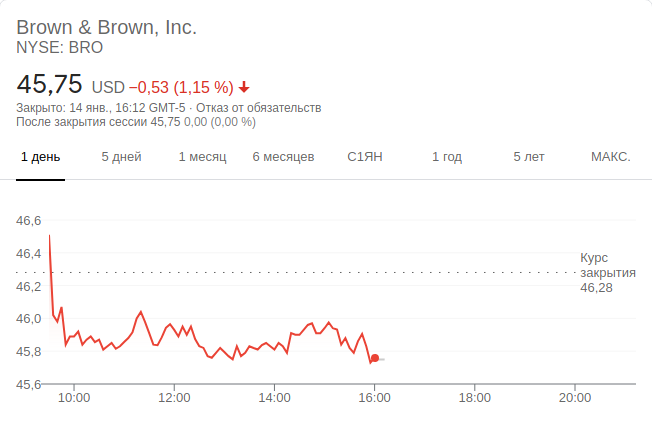 Brown & Brown, Inc.
NYSE: BRO
45,75 USD −0,53 (1,15 %)
Закрыто: 14 янв., 16:12 GMT-5 · Отказ от обязательств
После закрытия сессии 45,75 0,00 (0,00 %)
1 день 5 дней 1 месяц 6 месяцев С1ЯН 1 год 5 лет МАКС.
46,6
46,4
46,2
46,0
45,8
45,6
Курс
закрытия
46,28
10:00 12:00 14:00 16:00 18:00 20:00